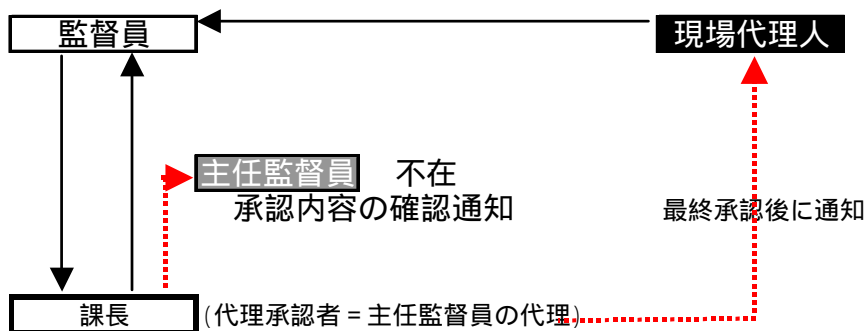 監督員
現場代理人
主任監督員 不在
承認内容の確認通知
最終承認後に通知
課長 (代理承認者 = 主任監督員の代理)